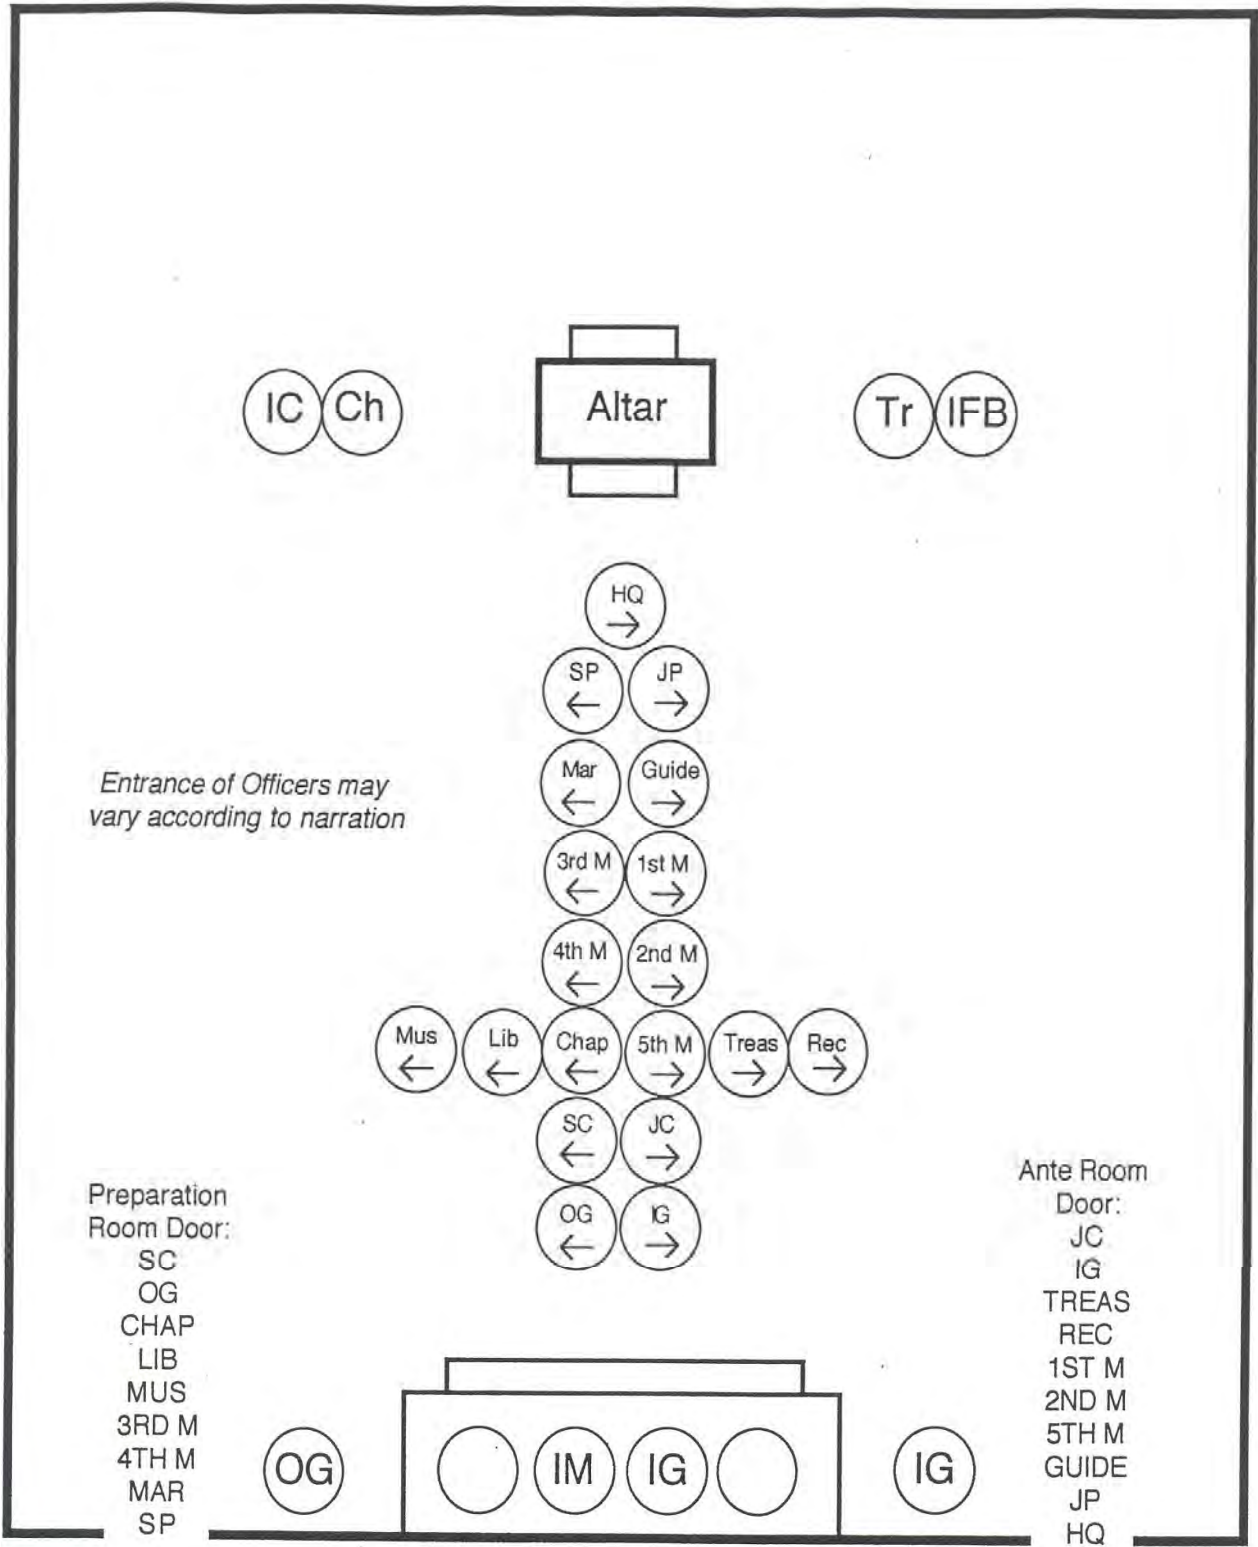 IC Ch Altar Tr IFB
HQ
→
SP JP
← →
Mar Guide
← →
Entrance of Officers may
vary according to narration
3rd M 1st M
← →
4th M 2nd M
← →
Mus Lib Chap 5th M Treas Rec
← ← ← → → →
SC JC
← →
OG IG
← →
Preparation
Room Door:
SC
OG
CHAP
LIB
MUS
3RD M
4TH M
MAR
SP
Ante Room
Door:
JC
IG
TREAS
REC
1ST M
2ND M
5TH M
GUIDE
JP
HQ
OG IM IG IG